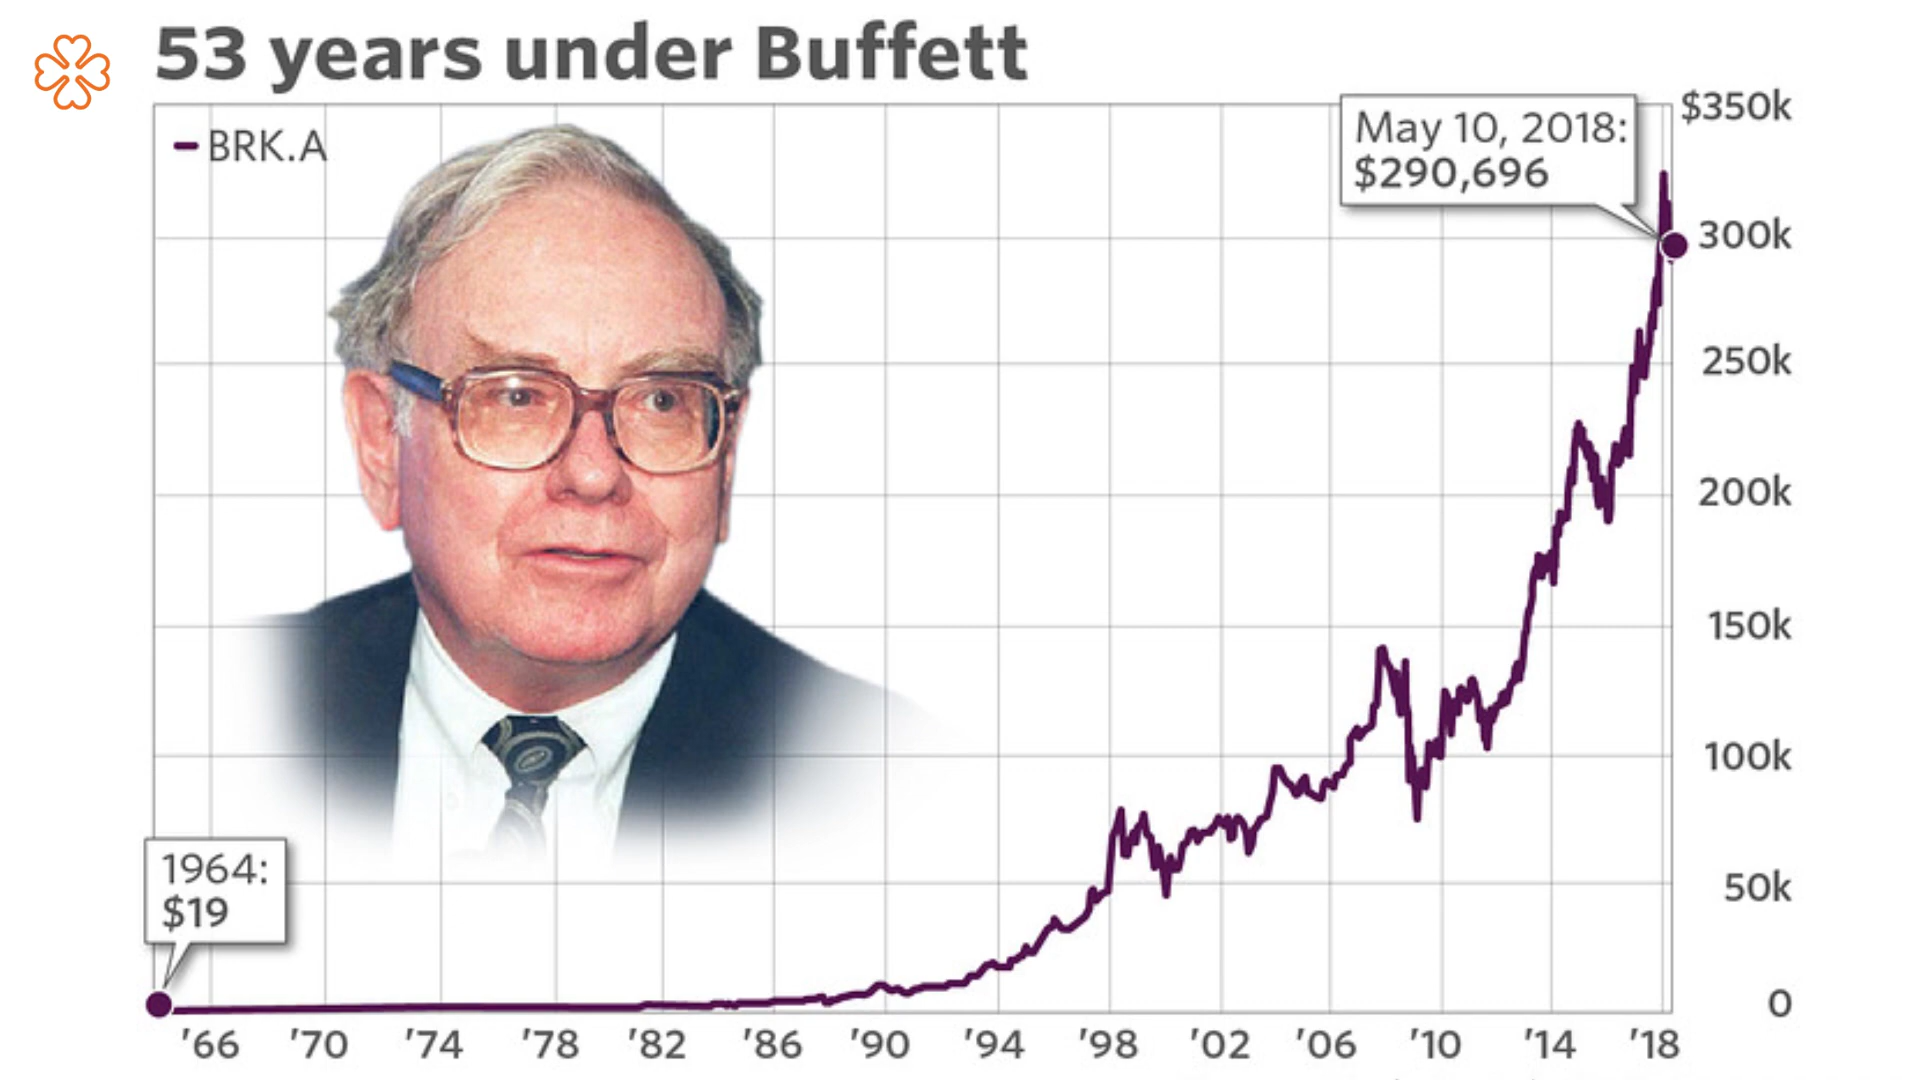 53 years under Buffett
BRK.A
May 10, 2018:
$290,696
$350k
300k
250k
200k
150k
100k
50k
0
1964:
$19
'66 '70 '74 '78 '82 '86 '90 '94 '98 '02 '06 '10 '14 '18